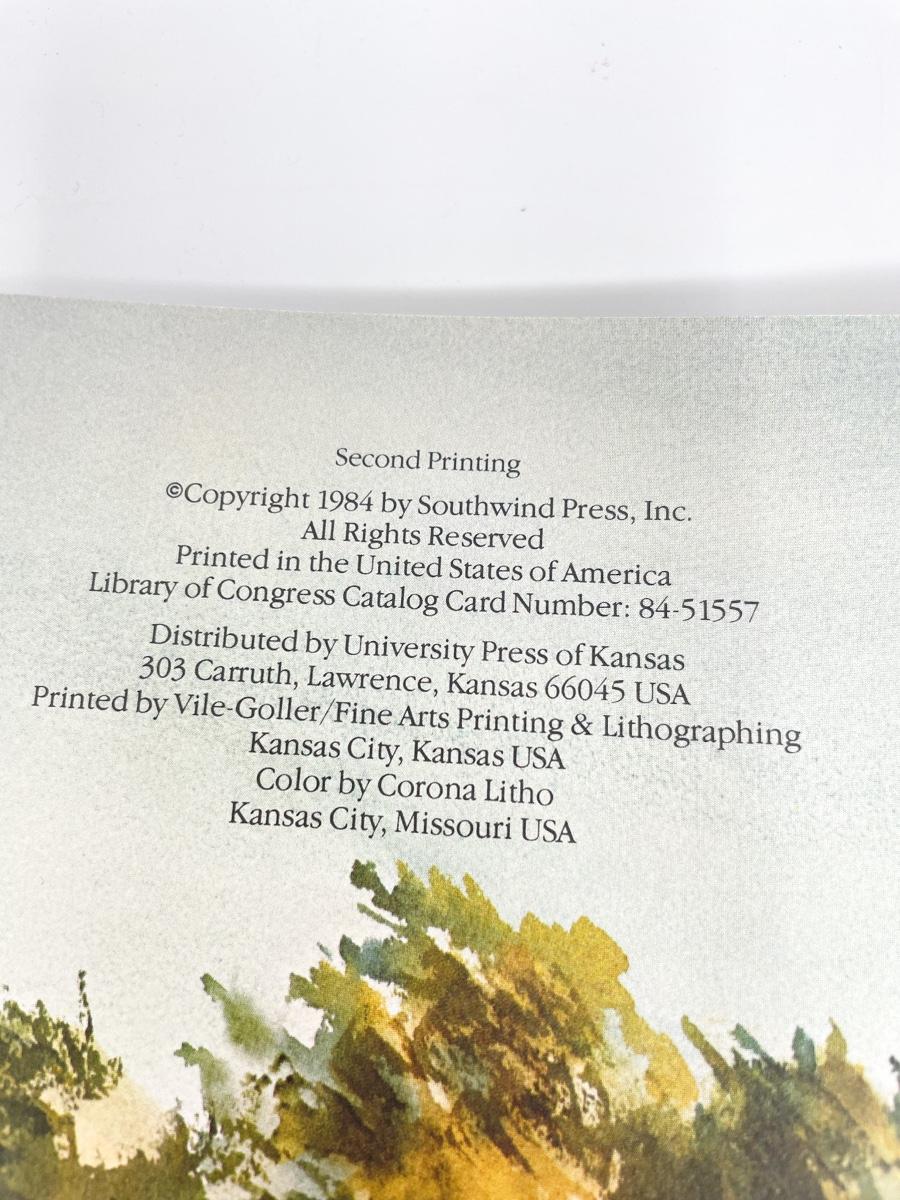 Second Printing
©Copyright 1984 by Southwind Press, Inc.
All Rights Reserved
Printed in the United States of America
Library of Congress Catalog Card Number: 84-51557
Distributed by University Press of Kansas
303 Carruth, Lawrence, Kansas 66045 USA
Printed by Vile-Goller/Fine Arts Printing & Lithographing
Kansas City, Kansas USA
Color by Corona Litho
Kansas City, Missouri USA